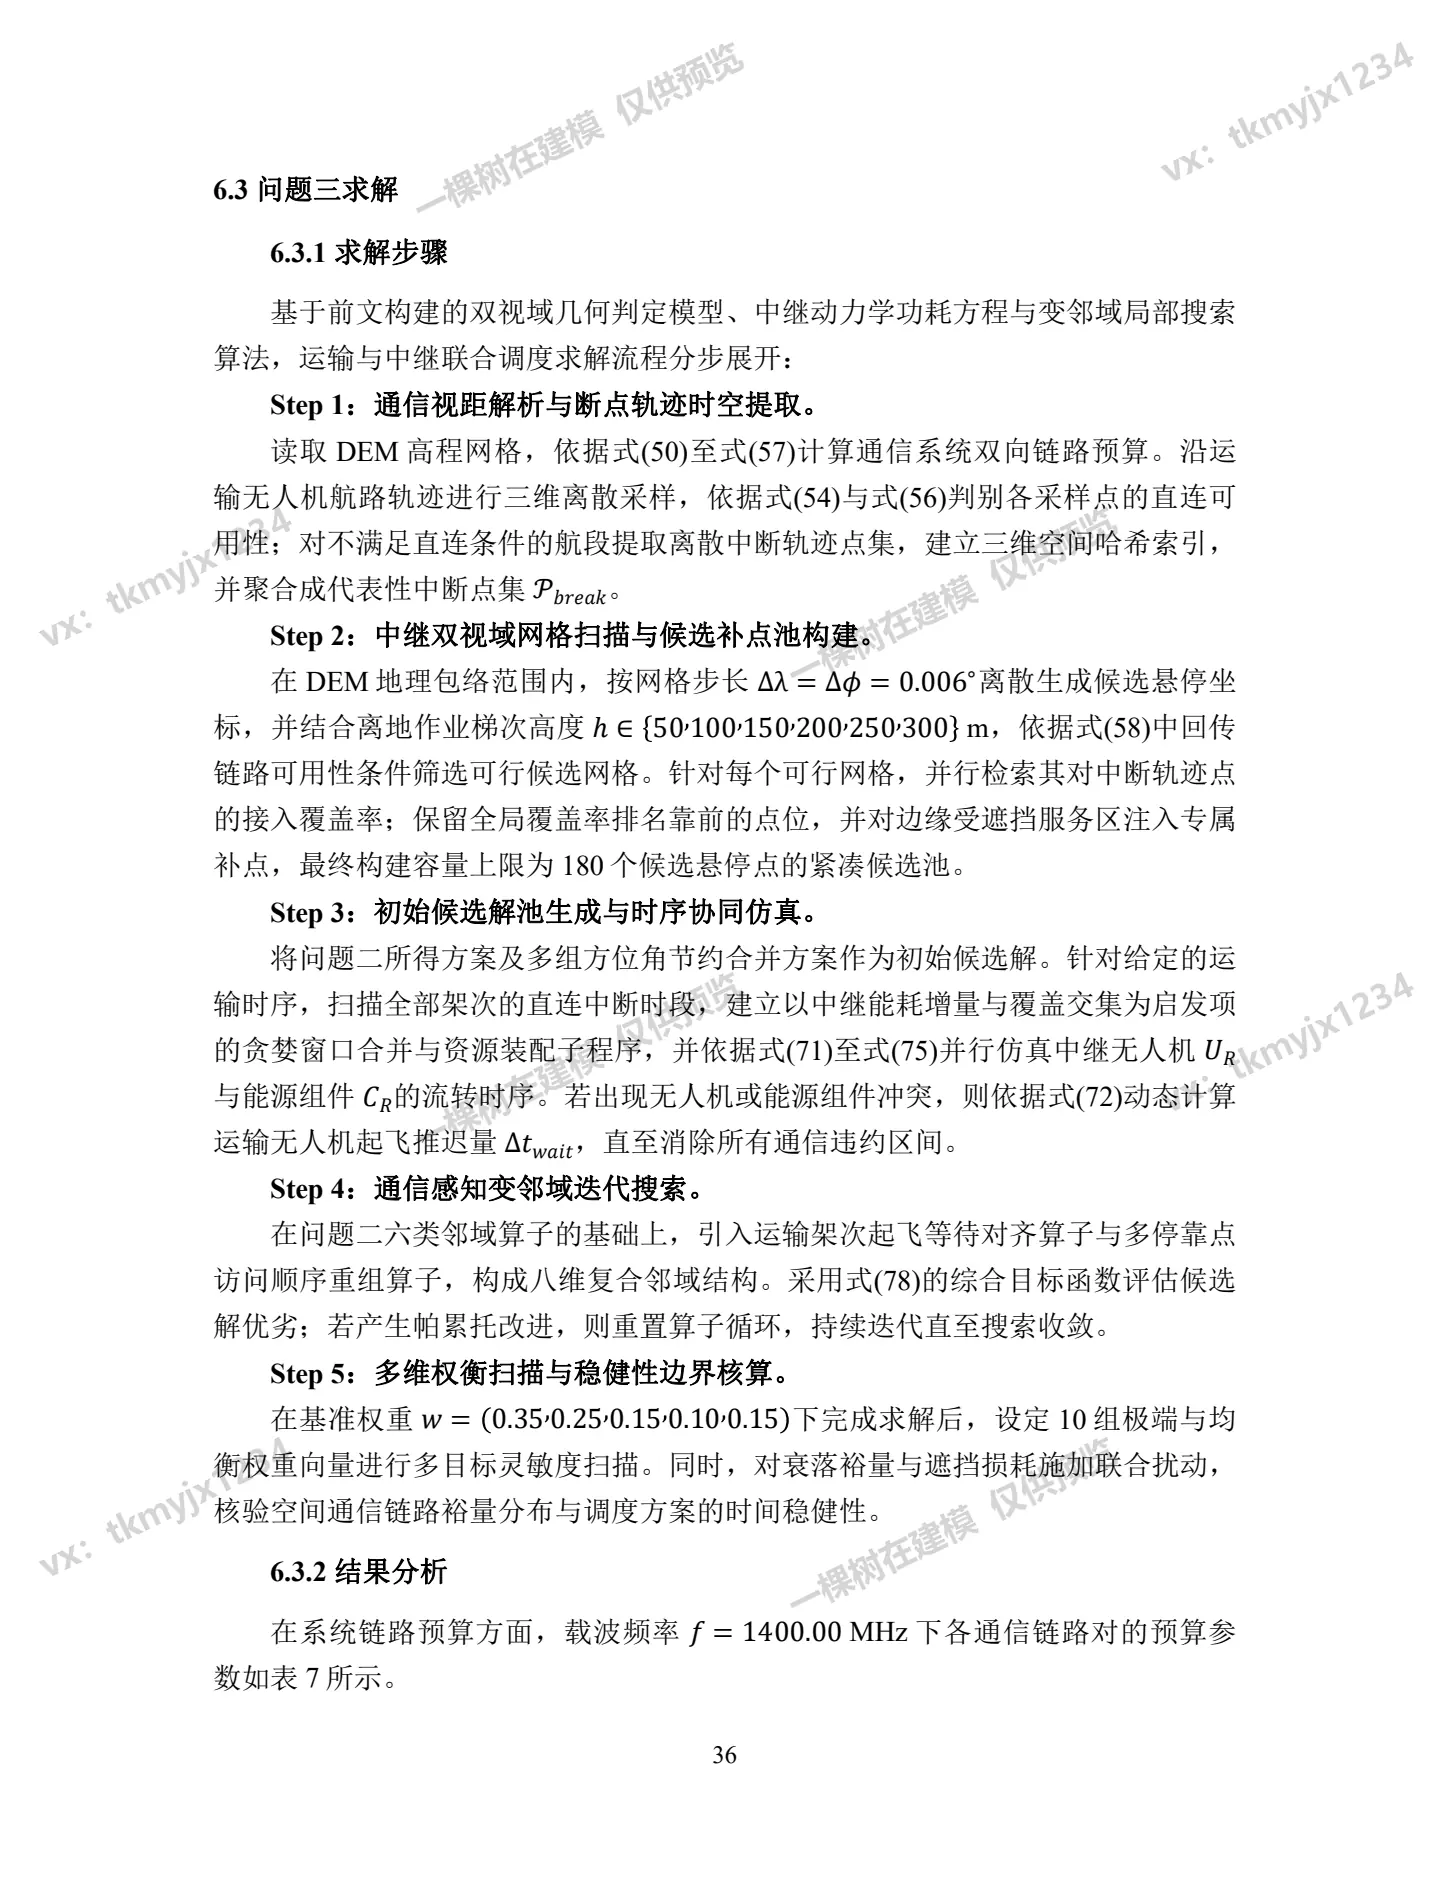 一棵树在建模 仅供预览
vx：tkmyjx1234
6.3 问题三求解
6.3.1 求解步骤
基于前文构建的双视域几何判定模型、中继动力学功耗方程与变邻域局部搜索
算法，运输与中继联合调度求解流程分步展开：
Step 1：通信视距解析与断点轨迹时空提取。
读取 DEM 高程网格，依据式(50)至式(57)计算通信系统双向链路预算。沿运
输无人机航路轨迹进行三维离散采样，依据式(54)与式(56)判别各采样点的直连可
用性；对不满足直连条件的航段提取离散中断轨迹点集，建立三维空间哈希索引，
并聚合成代表性中断点集 𝒫break。
vx：tkmyjx1234
一棵树在建模 仅供预览
Step 2：中继双视域网格扫描与候选补点池构建。
在 DEM 地理包络范围内，按网格步长 Δλ = Δϕ = 0.006°离散生成候选悬停坐
标，并结合离地作业梯次高度 h ∈ {50,100,150,200,250,300} m，依据式(58)中回传
链路可用性条件筛选可行候选网格。针对每个可行网格，并行检索其对中断轨迹点
的接入覆盖率；保留全局覆盖率排名靠前的点位，并对边缘受遮挡服务区注入专属
补点，最终构建容量上限为 180 个候选悬停点的紧凑候选池。
Step 3：初始候选解池生成与时序协同仿真。
将问题二所得方案及多组方位角节约合并方案作为初始候选解。针对给定的运
输时序，扫描全部架次的直连中断时段，建立以中继能耗增量与覆盖交集为启发项
的贪婪窗口合并与资源装配子程序，并依据式(71)至式(75)并行仿真中继无人机 UR
与能源组件 CR的流转时序。若出现无人机或能源组件冲突，则依据式(72)动态计算
运输无人机起飞推迟量 Δtwait，直至消除所有通信违约区间。
一棵树在建模 仅供预览
vx：tkmyjx1234
Step 4：通信感知变邻域迭代搜索。
在问题二六类邻域算子的基础上，引入运输架次起飞等待对齐算子与多停靠点
访问顺序重组算子，构成八维复合邻域结构。采用式(78)的综合目标函数评估候选
解优劣；若产生帕累托改进，则重置算子循环，持续迭代直至搜索收敛。
Step 5：多维权衡扫描与稳健性边界核算。
在基准权重 w = (0.35,0.25,0.15,0.10,0.15)下完成求解后，设定 10 组极端与均
衡权重向量进行多目标灵敏度扫描。同时，对衰落裕量与遮挡损耗施加联合扰动，
核验空间通信链路裕量分布与调度方案的时间稳健性。
vx：tkmyjx1234
一棵树在建模 仅供预览
6.3.2 结果分析
在系统链路预算方面，载波频率 f = 1400.00 MHz 下各通信链路对的预算参
数如表 7 所示。
36